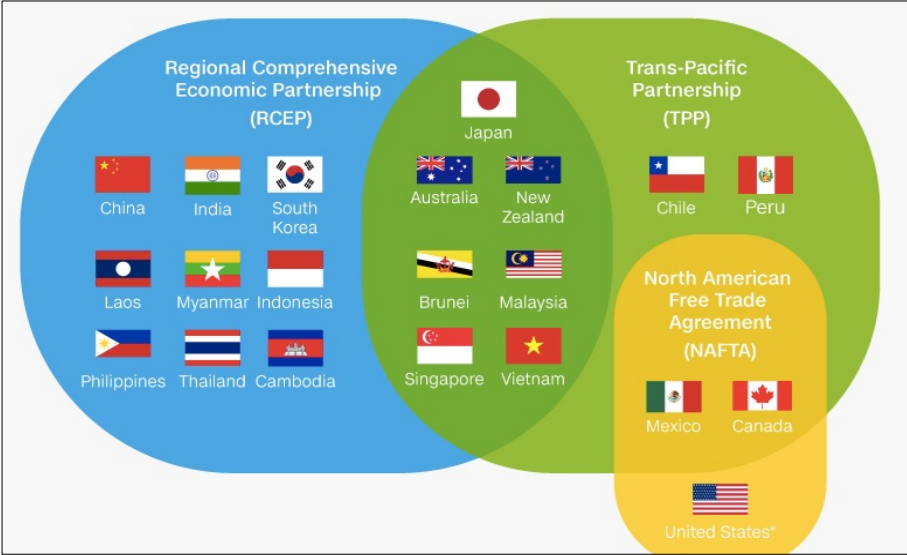 Regional Comprehensive
Economic Partnership
(RCEP)
China
India
South
Korea
Laos
Myanmar
Indonesia
Philippines
Thailand
Cambodia
Japan
Australia
New
Zealand
Brunei
Malaysia
Singapore
Vietnam
Trans-Pacific
Partnership
(TPP)
Chile
Peru
North American
Free Trade
Agreement
(NAFTA)
Mexico
Canada
United States*